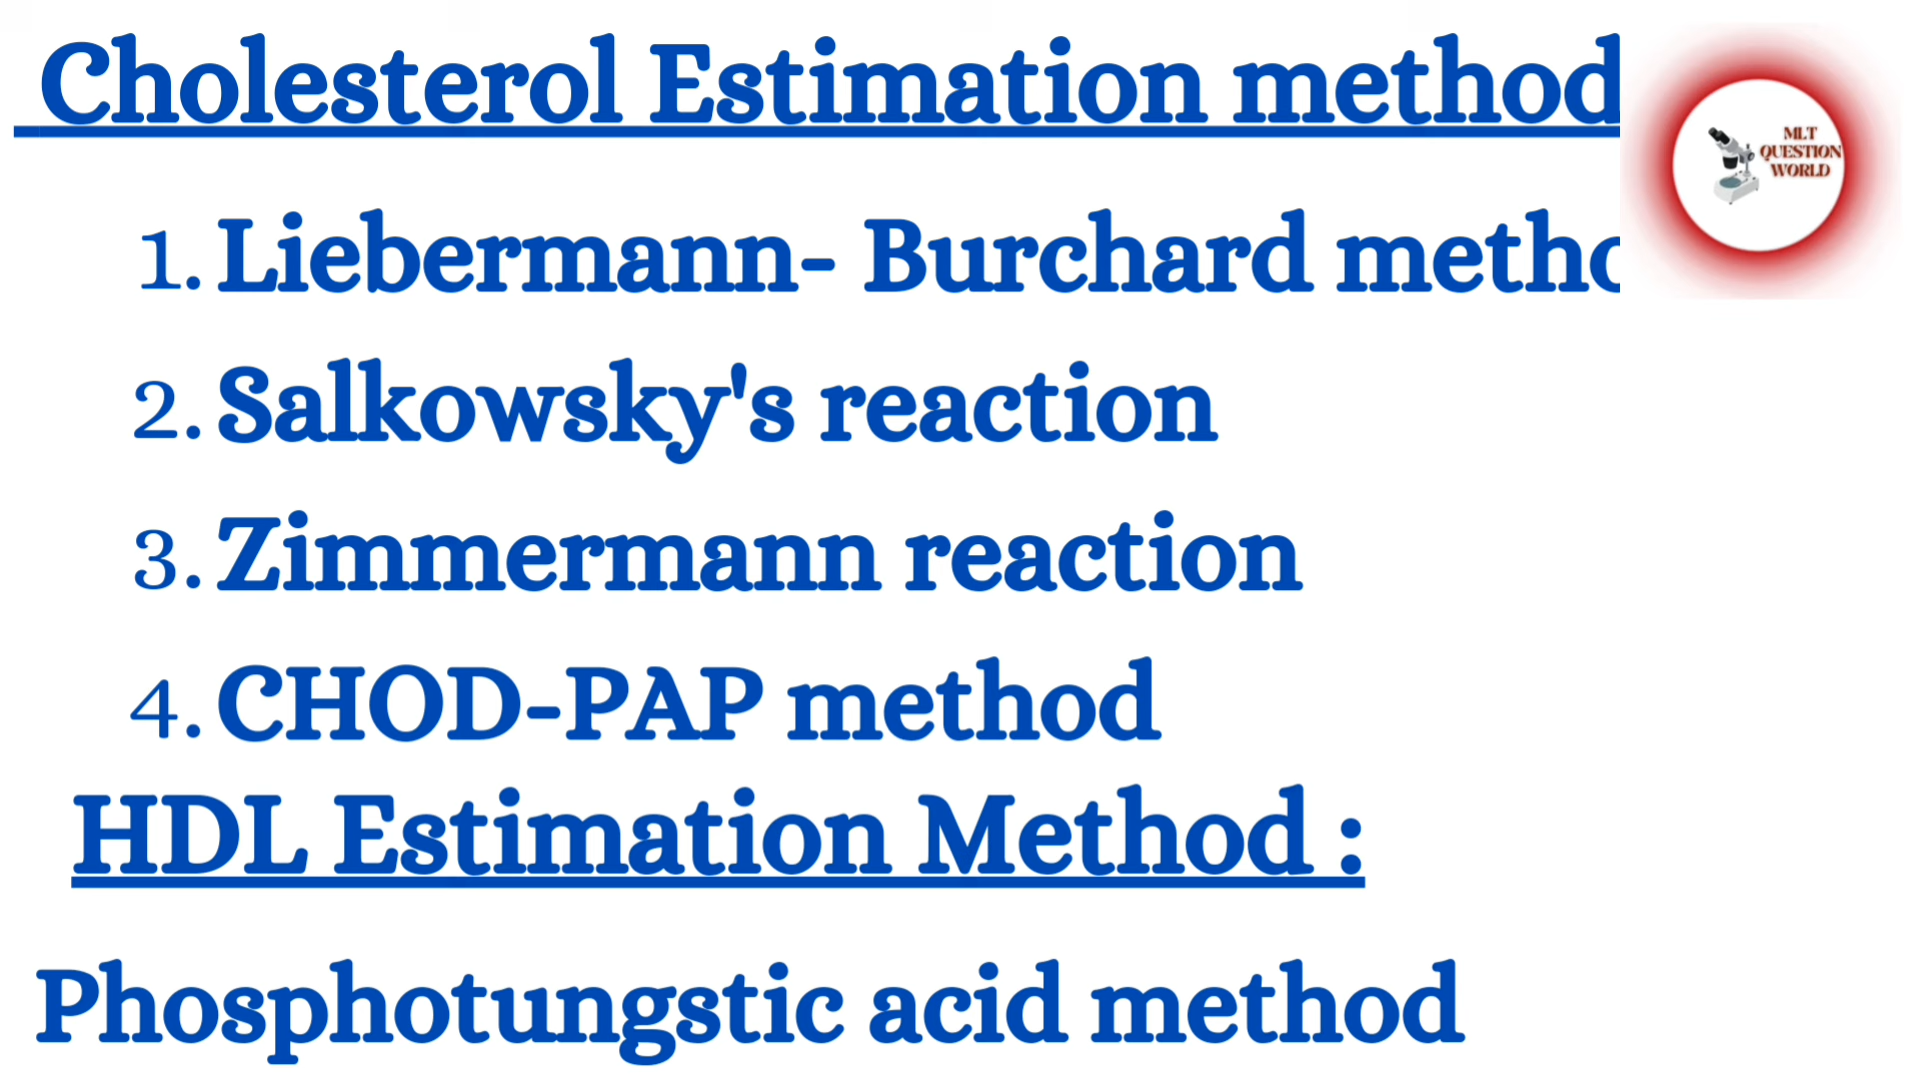 Cholesterol Estimation method
MLT
QUESTION
WORLD
1. Liebermann- Burchard metho
2. Salkowsky's reaction
3. Zimmermann reaction
4. CHOD-PAP method
HDL Estimation Method :
Phosphotungstic acid method